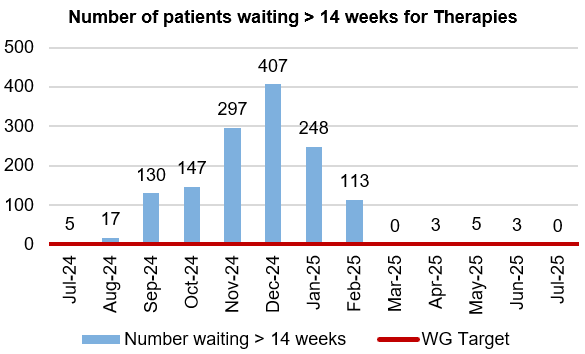 Number of patients waiting > 14 weeks for Therapies
500
400
300
200
100
0
5
17
130
147
297
407
248
113
0
3
5
3
0
Jul-24
Aug-24
Sep-24
Oct-24
Nov-24
Dec-24
Jan-25
Feb-25
Mar-25
Apr-25
May-25
Jun-25
Jul-25
Number waiting > 14 weeks
WG Target